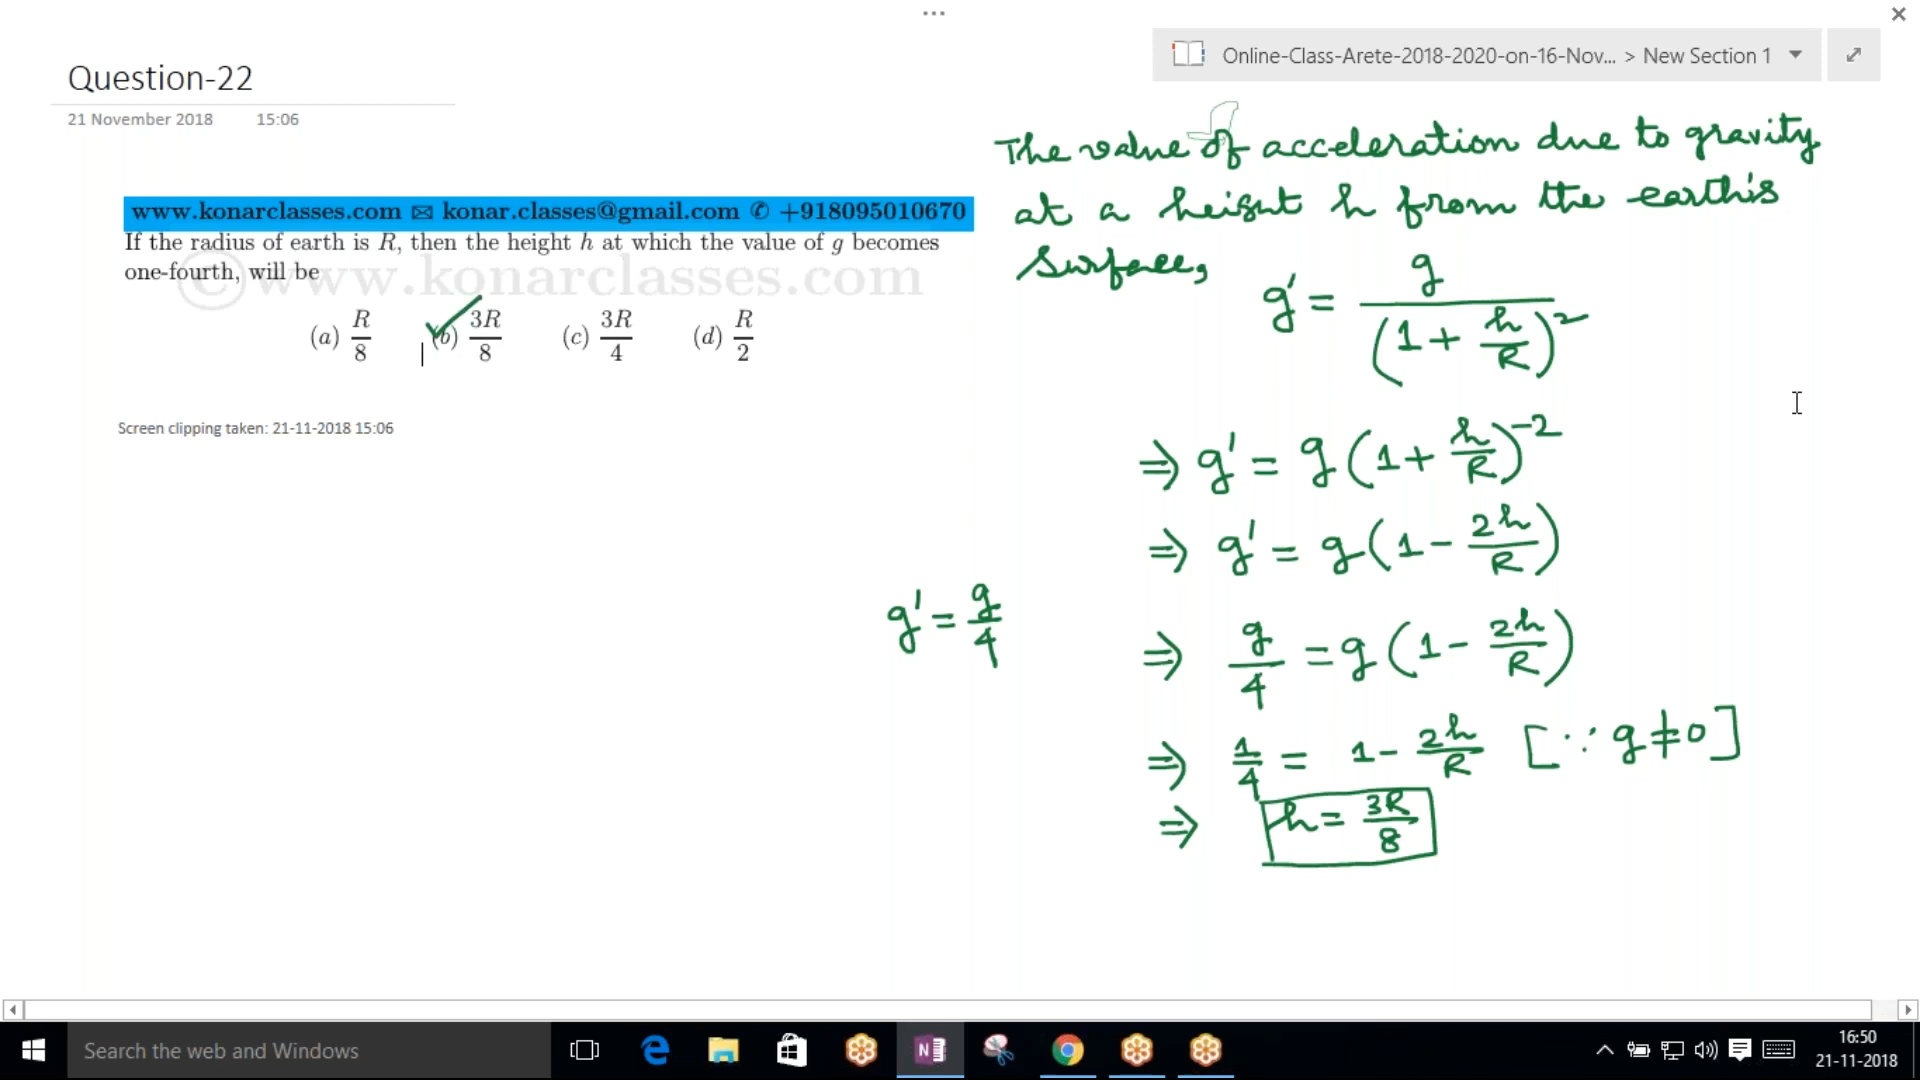 Online-Class-Arete-2018-2020-on-16-Nov... > New Section 1
Question-22
21 November 2018 15:06
www.konarclasses.com ✉ konar.classes@gmail.com ✆ +918095010670
If the radius of earth is R, then the height h at which the value of g becomes
one-fourth, will be
©www.konarclasses.com
(a) R/8 (b) 3R/8 (c) 3R/4 (d) R/2
Screen clipping taken: 21-11-2018 15:06
The value of acceleration due to gravity
at a height h from the earth's
surface,
g' = g/(1 + h/R)²
⇒ g' = g(1 + h/R)⁻²
⇒ g' = g(1 - 2h/R)
g' = g/4
⇒ g/4 = g(1 - 2h/R)
⇒ 1/4 = 1 - 2h/R [∵ g ≠ 0]
⇒ h = 3R/8
Search the web and Windows
16:50
21-11-2018